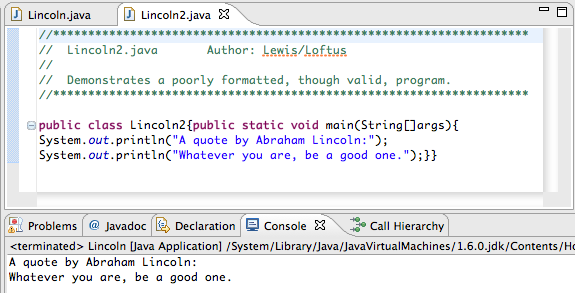 Lincoln.java
Lincoln2.java
//********************************************************************
//  Lincoln2.java       Author: Lewis/Loftus
//
//  Demonstrates a poorly formatted, though valid, program.
//********************************************************************
public class Lincoln2{public static void main(String[]args){
System.out.println("A quote by Abraham Lincoln:");
System.out.println("Whatever you are, be a good one.");}}
Problems @ Javadoc Declaration Console Call Hierarchy
<terminated> Lincoln [Java Application] /System/Library/Java/JavaVirtualMachines/1.6.0.jdk/Contents/Ho
A quote by Abraham Lincoln:
Whatever you are, be a good one.